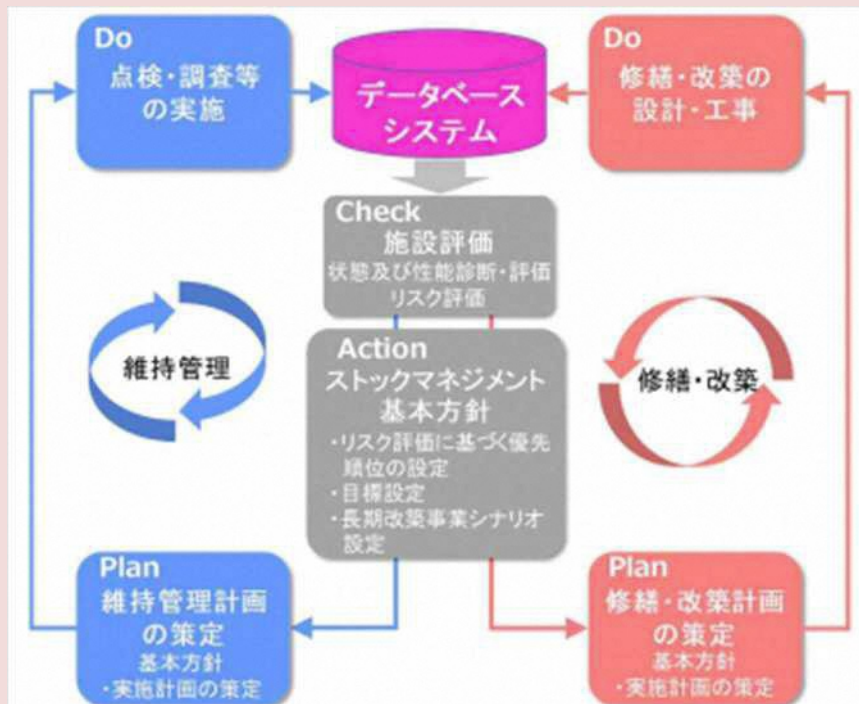 Do
点検・調査等
の実施
データベース
システム
Do
修繕・改築の
設計・工事
Check
施設評価
状態及び性能診断・評価
リスク評価
維持管理
Action
ストックマネジメント
基本方針
・リスク評価に基づく優先
順位の設定
・目標設定
・長期改築事業シナリオ
設定
修繕・改築
Plan
維持管理計画
の策定
基本方針
・実施計画の策定
Plan
修繕・改築計画
の策定
基本方針
・実施計画の策定